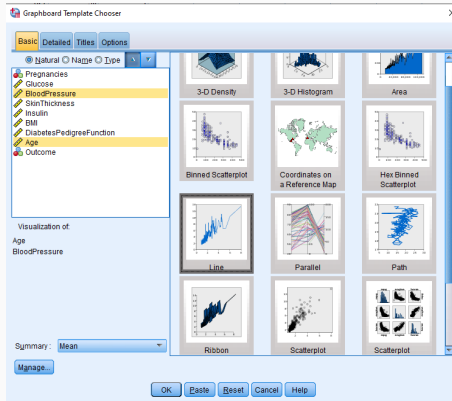 Graphboard Template Chooser
Basic Detailed Titles Options
Natural Name Type
Pregnancies
Glucose
BloodPressure
SkinThickness
Insulin
BMI
DiabetesPedigreeFunction
Age
Outcome
Visualization of:
Age
BloodPressure
Summary: Mean
Manage...
3-D Density 3-D Histogram Area
Binned Scatterplot Coordinates on Hex Binned
a Reference Map Scatterplot
Line Parallel Path
Ribbon Scatterplot Scatterplot
OK Paste Reset Cancel Help